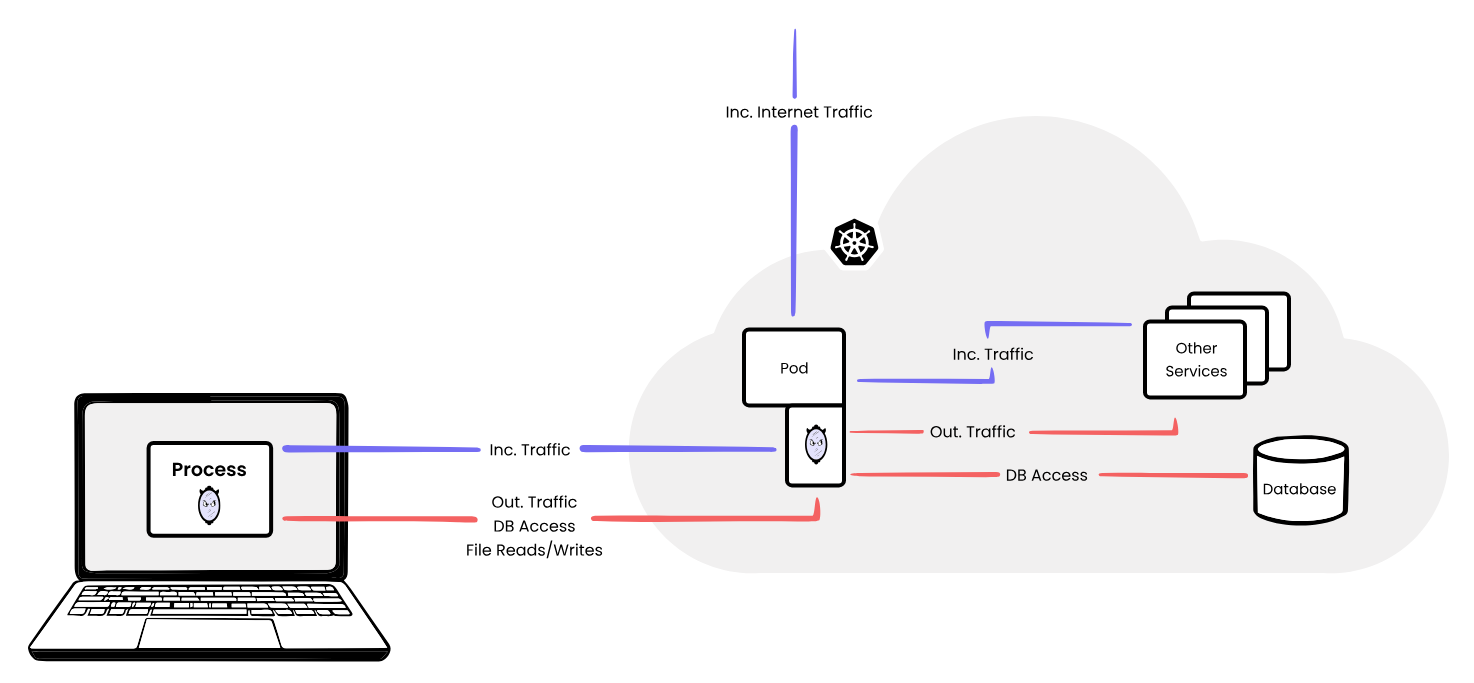 Inc. Internet Traffic
Pod
Inc. Traffic
Other
Services
Out. Traffic
DB Access
Database
Process
Inc. Traffic
Out. Traffic
DB Access
File Reads/Writes